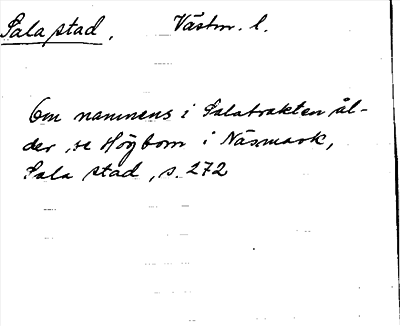 Sala stad. Västm. l.
Om namnens i Salatrakten ål-
der, se Högbom i Näsmark,
Sala stad, s. 272